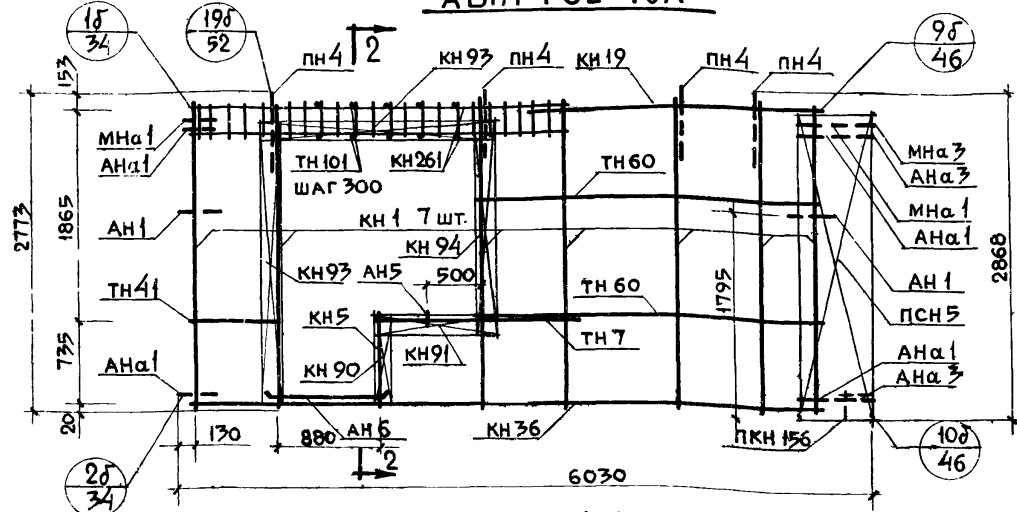 1б
34
19б
52
2
ПН4
КН93
ПН4
КН19
ПН4
ПН4
9б
46
153
МНа1
АНа1
ТН101
КН261
ШАГ 300
ТН60
МНа3
АНа3
МНа1
АНа1
2773
1865
АН1
КН1 7 шт.
КН94
КН93
АН5
500
ТН60
1795
АН1
2868
ПСН5
ТН41
КН5
ТН7
735
КН91
КН90
АНа1
АНа1
АНа3
20
130
880
АН6
КН36
ПКН156
2
2б
34
6030
10б
46